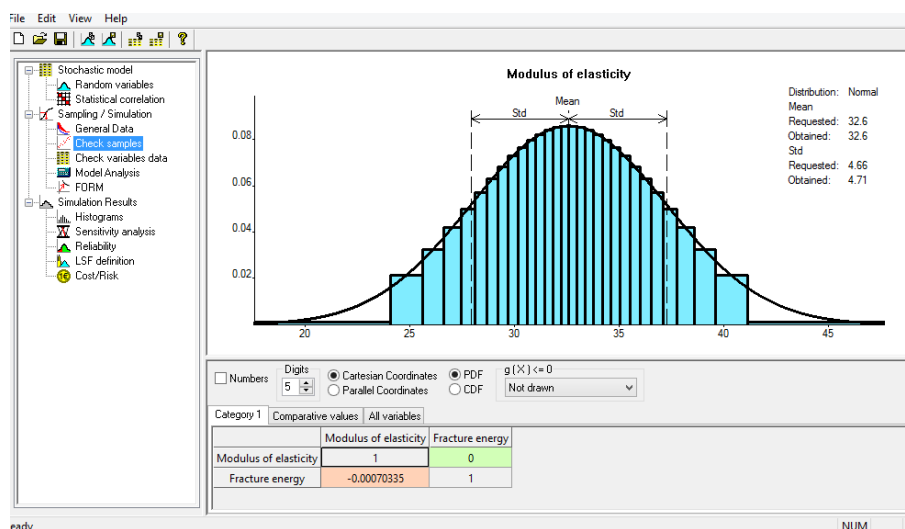 File Edit View Help
Stochastic model
Random variables
Statistical correlation
Sampling / Simulation
General Data
Check samples
Check variables data
Model Analysis
FORM
Simulation Results
Histograms
Sensitivity analysis
Reliability
LSF definition
Cost/Risk
Modulus of elasticity
Distribution: Normal
Mean
Requested: 32.6
Obtained: 32.6
Std
Requested: 4.66
Obtained: 4.71
Mean
Std Std
0.08
0.06
0.04
0.02
20 25 30 35 40 45
Numbers
Digits
5
Cartesian Coordinates
Parallel Coordinates
PDF
CDF
g ( X ) <= 0
Not drawn
Category 1 Comparative values All variables
Modulus of elasticity Fracture energy
Modulus of elasticity 1 0
Fracture energy -0.00070335 1
eady NUM